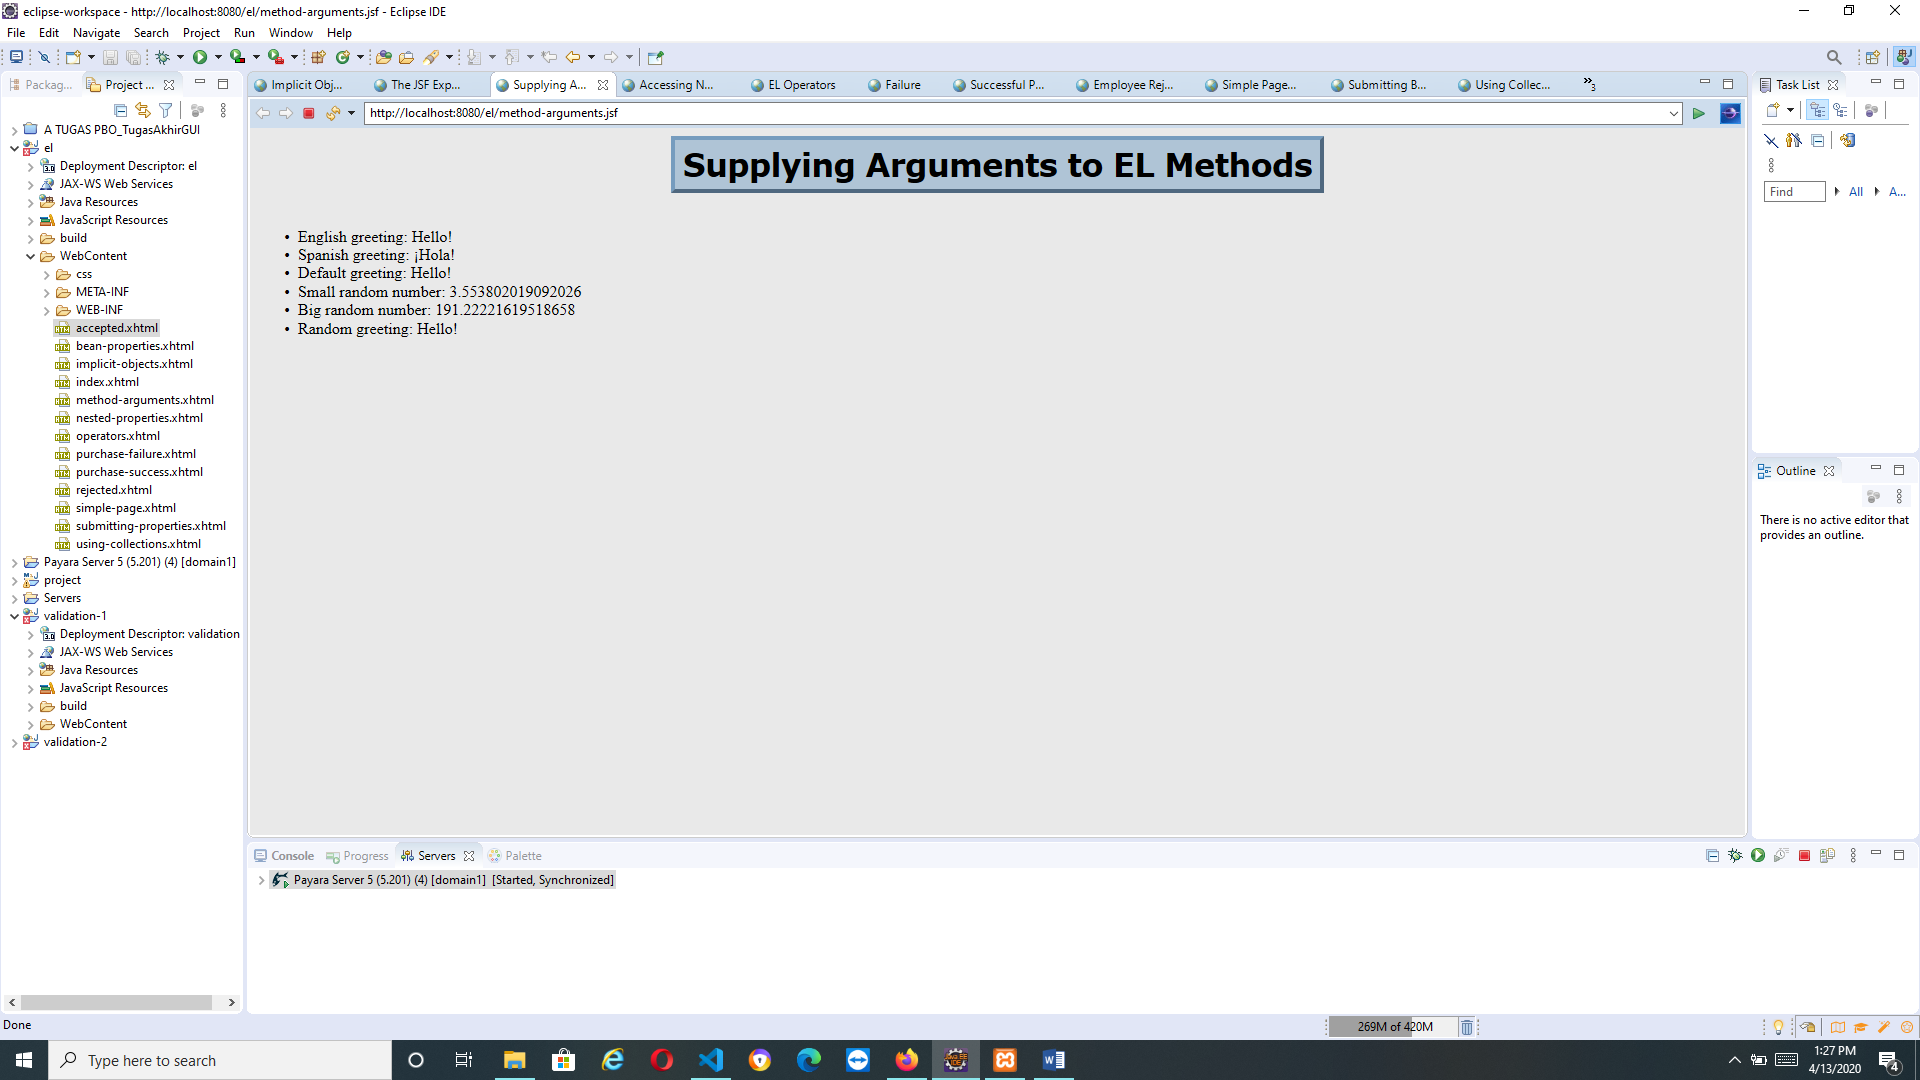 eclipse-workspace - http://localhost:8080/el/method-arguments.jsf - Eclipse IDE
File Edit Navigate Search Project Run Window Help
Packag...
Project ...
A TUGAS PBO_TugasAkhirGUI
el
Deployment Descriptor: el
JAX-WS Web Services
Java Resources
JavaScript Resources
build
WebContent
css
META-INF
WEB-INF
accepted.xhtml
bean-properties.xhtml
implicit-objects.xhtml
index.xhtml
method-arguments.xhtml
nested-properties.xhtml
operators.xhtml
purchase-failure.xhtml
purchase-success.xhtml
rejected.xhtml
simple-page.xhtml
submitting-properties.xhtml
using-collections.xhtml
Payara Server 5 (5.201) (4) [domain1]
project
Servers
validation-1
Deployment Descriptor: validation
JAX-WS Web Services
Java Resources
JavaScript Resources
build
WebContent
validation-2
Implicit Obj... The JSF Exp... Supplying A... Accessing N... EL Operators Failure Successful P... Employee Rej... Simple Page... Submitting B... Using Collec... »3
http://localhost:8080/el/method-arguments.jsf
Supplying Arguments to EL Methods
• English greeting: Hello!
• Spanish greeting: ¡Hola!
• Default greeting: Hello!
• Small random number: 3.553802019092026
• Big random number: 191.22221619518658
• Random greeting: Hello!
Console Progress Servers Palette
Payara Server 5 (5.201) (4) [domain1] [Started, Synchronized]
Task List
Find All A...
Outline
There is no active editor that
provides an outline.
Done
269M of 420M
Type here to search
1:27 PM
4/13/2020
4